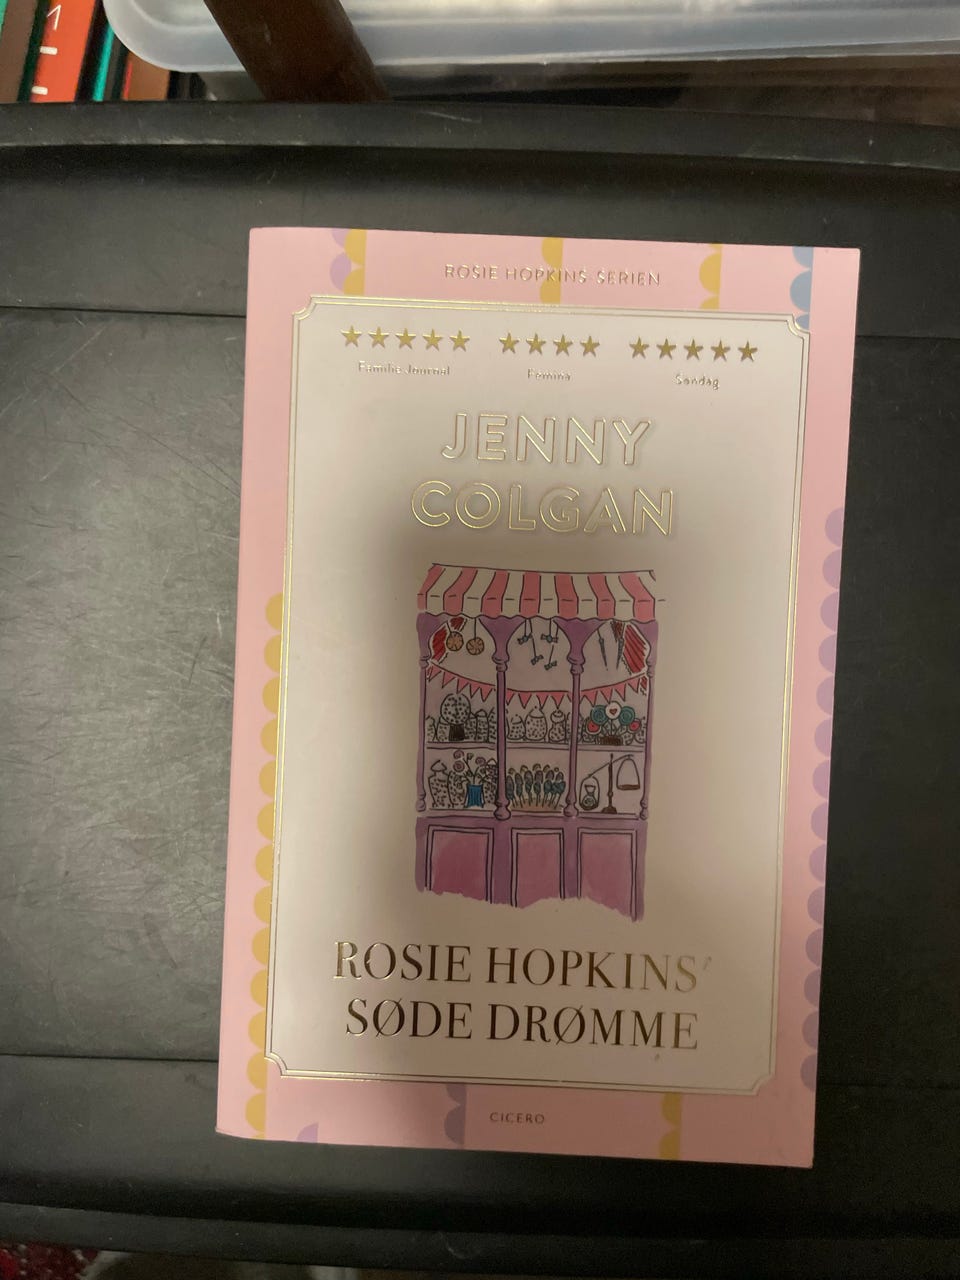 ROSIE HOPKINS-SERIEN
★★★★★ ★★★★ ★★★★★
Familie Journal Femina Søndag
JENNY
COLGAN
ROSIE HOPKINS'
SØDE DRØMME
CICERO